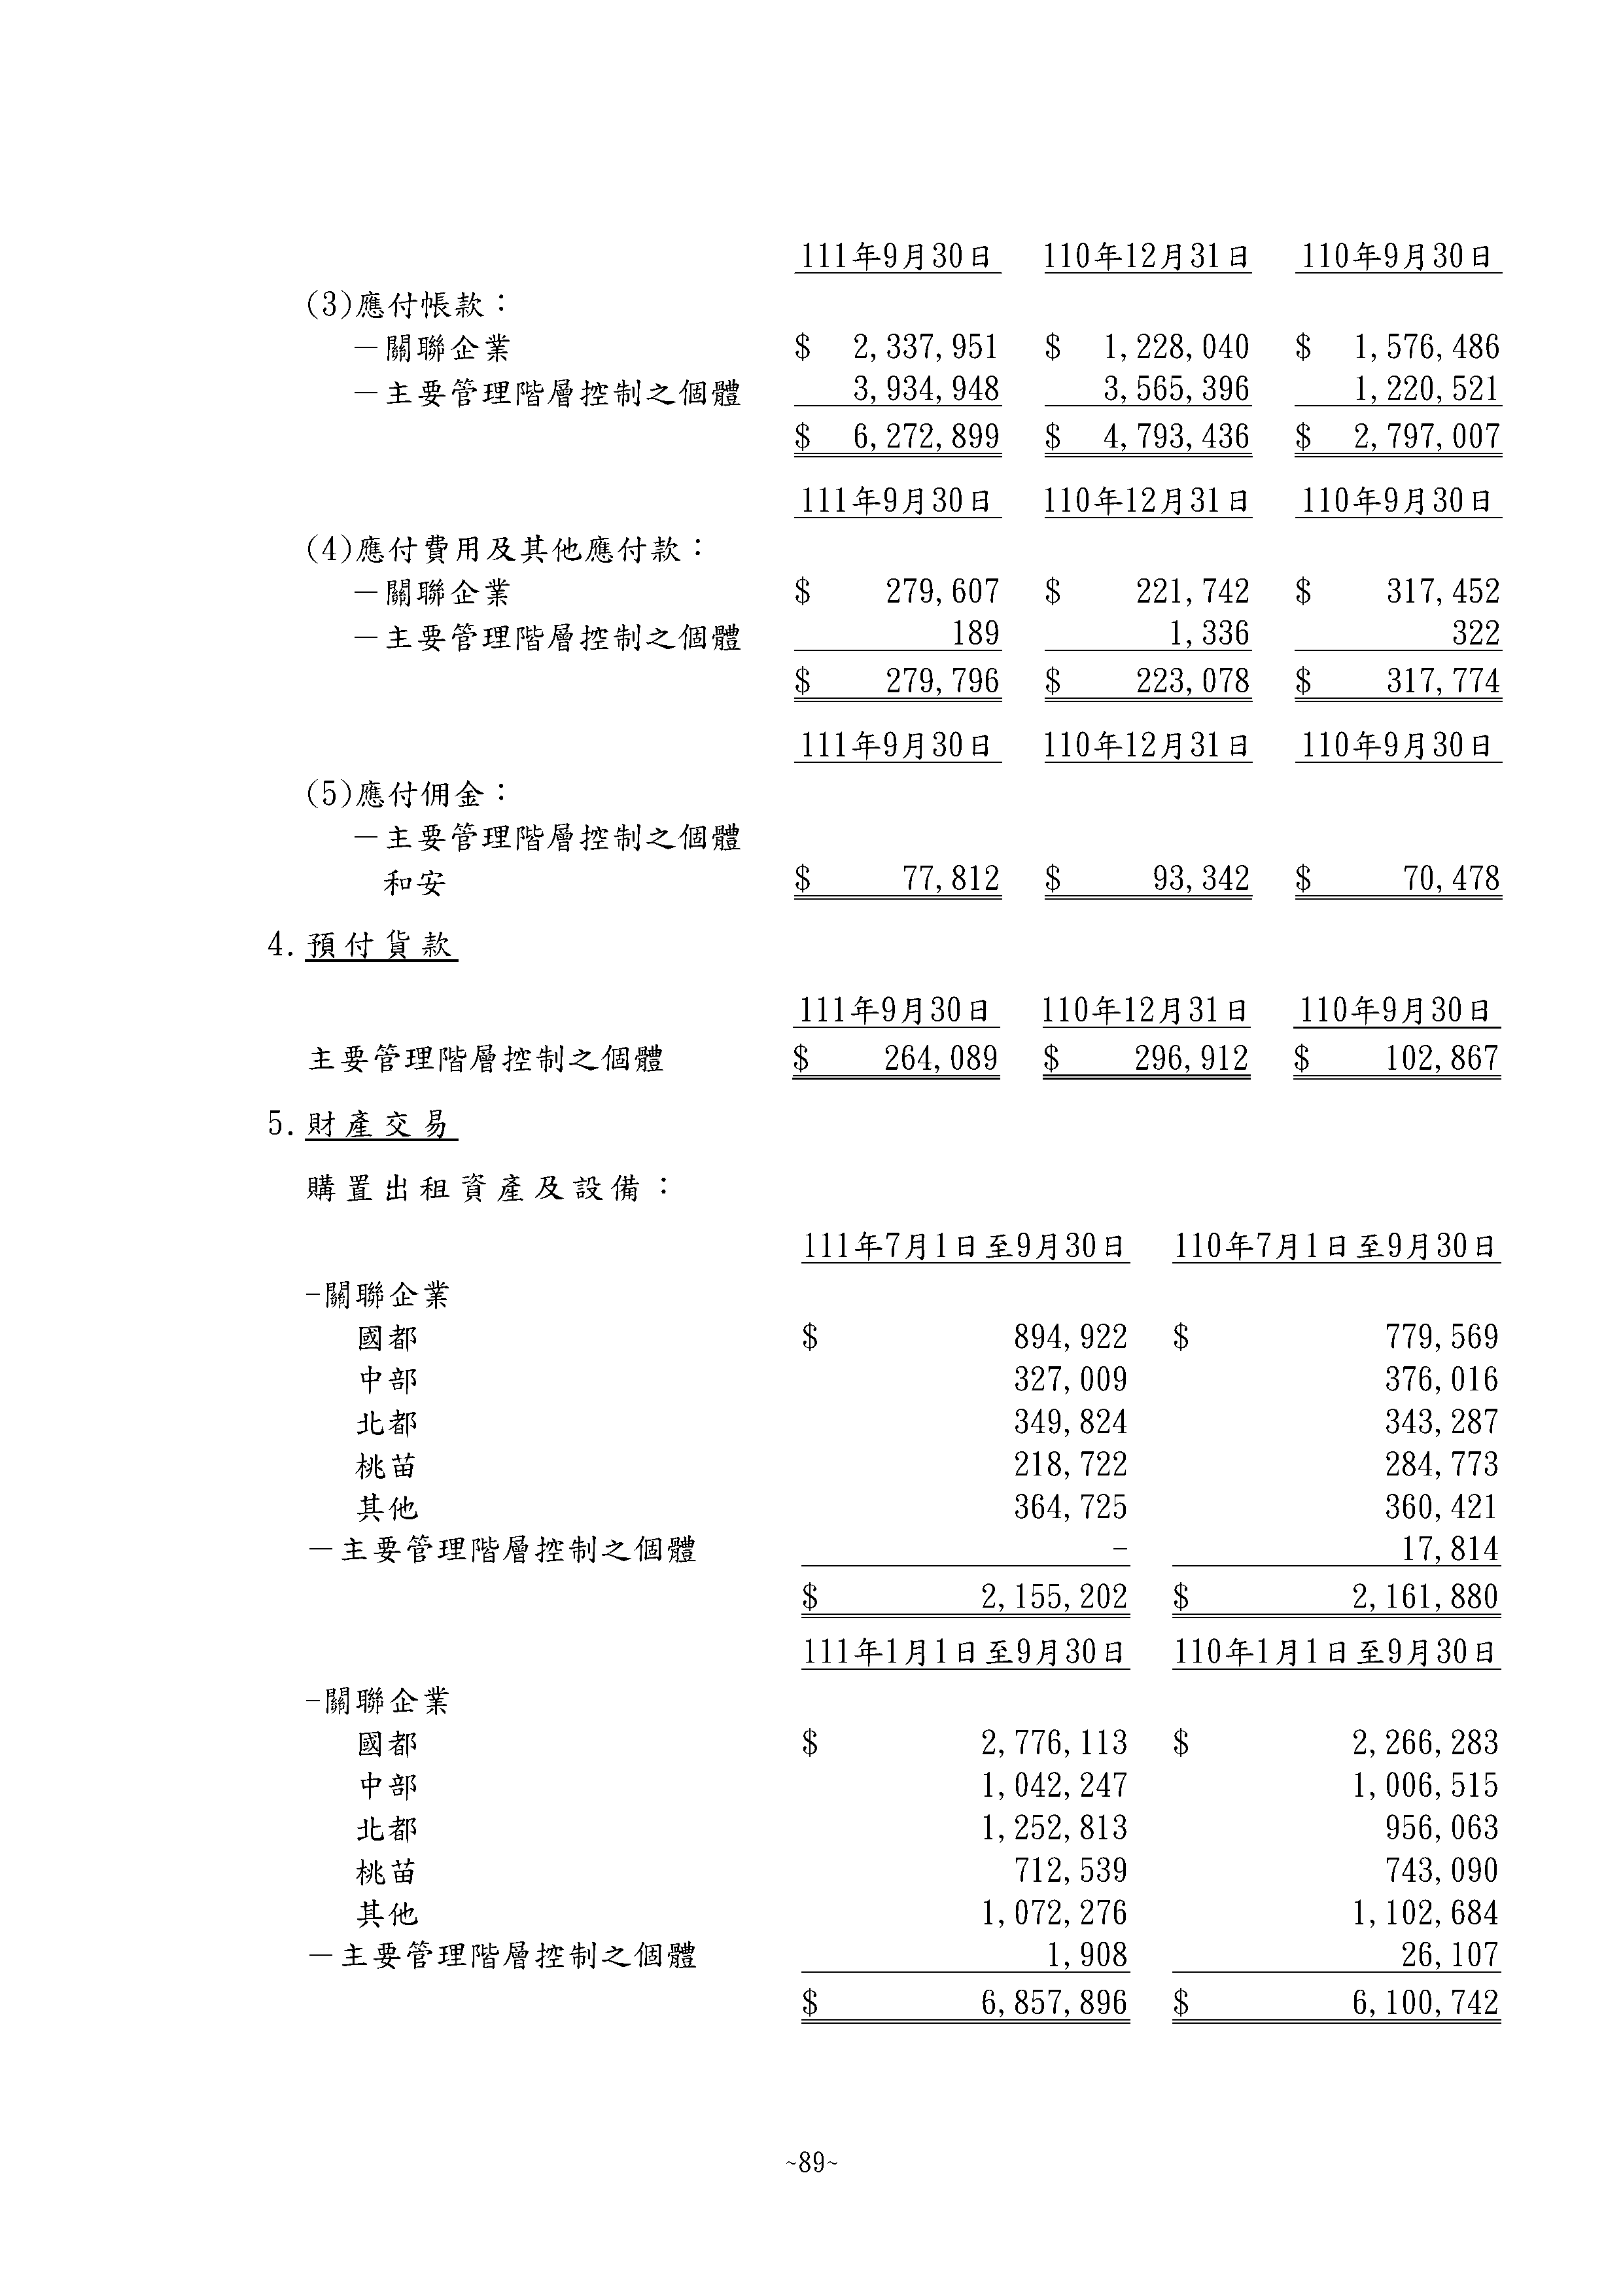 111年9月30日 110年12月31日 110年9月30日
(3)應付帳款：
－關聯企業 $ 2,337,951 $ 1,228,040 $ 1,576,486
－主要管理階層控制之個體 3,934,948 3,565,396 1,220,521
$ 6,272,899 $ 4,793,436 $ 2,797,007
111年9月30日 110年12月31日 110年9月30日
(4)應付費用及其他應付款：
－關聯企業 $ 279,607 $ 221,742 $ 317,452
－主要管理階層控制之個體 189 1,336 322
$ 279,796 $ 223,078 $ 317,774
111年9月30日 110年12月31日 110年9月30日
(5)應付佣金：
－主要管理階層控制之個體
和安 $ 77,812 $ 93,342 $ 70,478
4.預付貨款
111年9月30日 110年12月31日 110年9月30日
主要管理階層控制之個體 $ 264,089 $ 296,912 $ 102,867
5.財產交易
購置出租資產及設備：
111年7月1日至9月30日 110年7月1日至9月30日
-關聯企業
國都 $ 894,922 $ 779,569
中部 327,009 376,016
北都 349,824 343,287
桃苗 218,722 284,773
其他 364,725 360,421
－主要管理階層控制之個體 - 17,814
$ 2,155,202 $ 2,161,880
111年1月1日至9月30日 110年1月1日至9月30日
-關聯企業
國都 $ 2,776,113 $ 2,266,283
中部 1,042,247 1,006,515
北都 1,252,813 956,063
桃苗 712,539 743,090
其他 1,072,276 1,102,684
－主要管理階層控制之個體 1,908 26,107
$ 6,857,896 $ 6,100,742
~89~